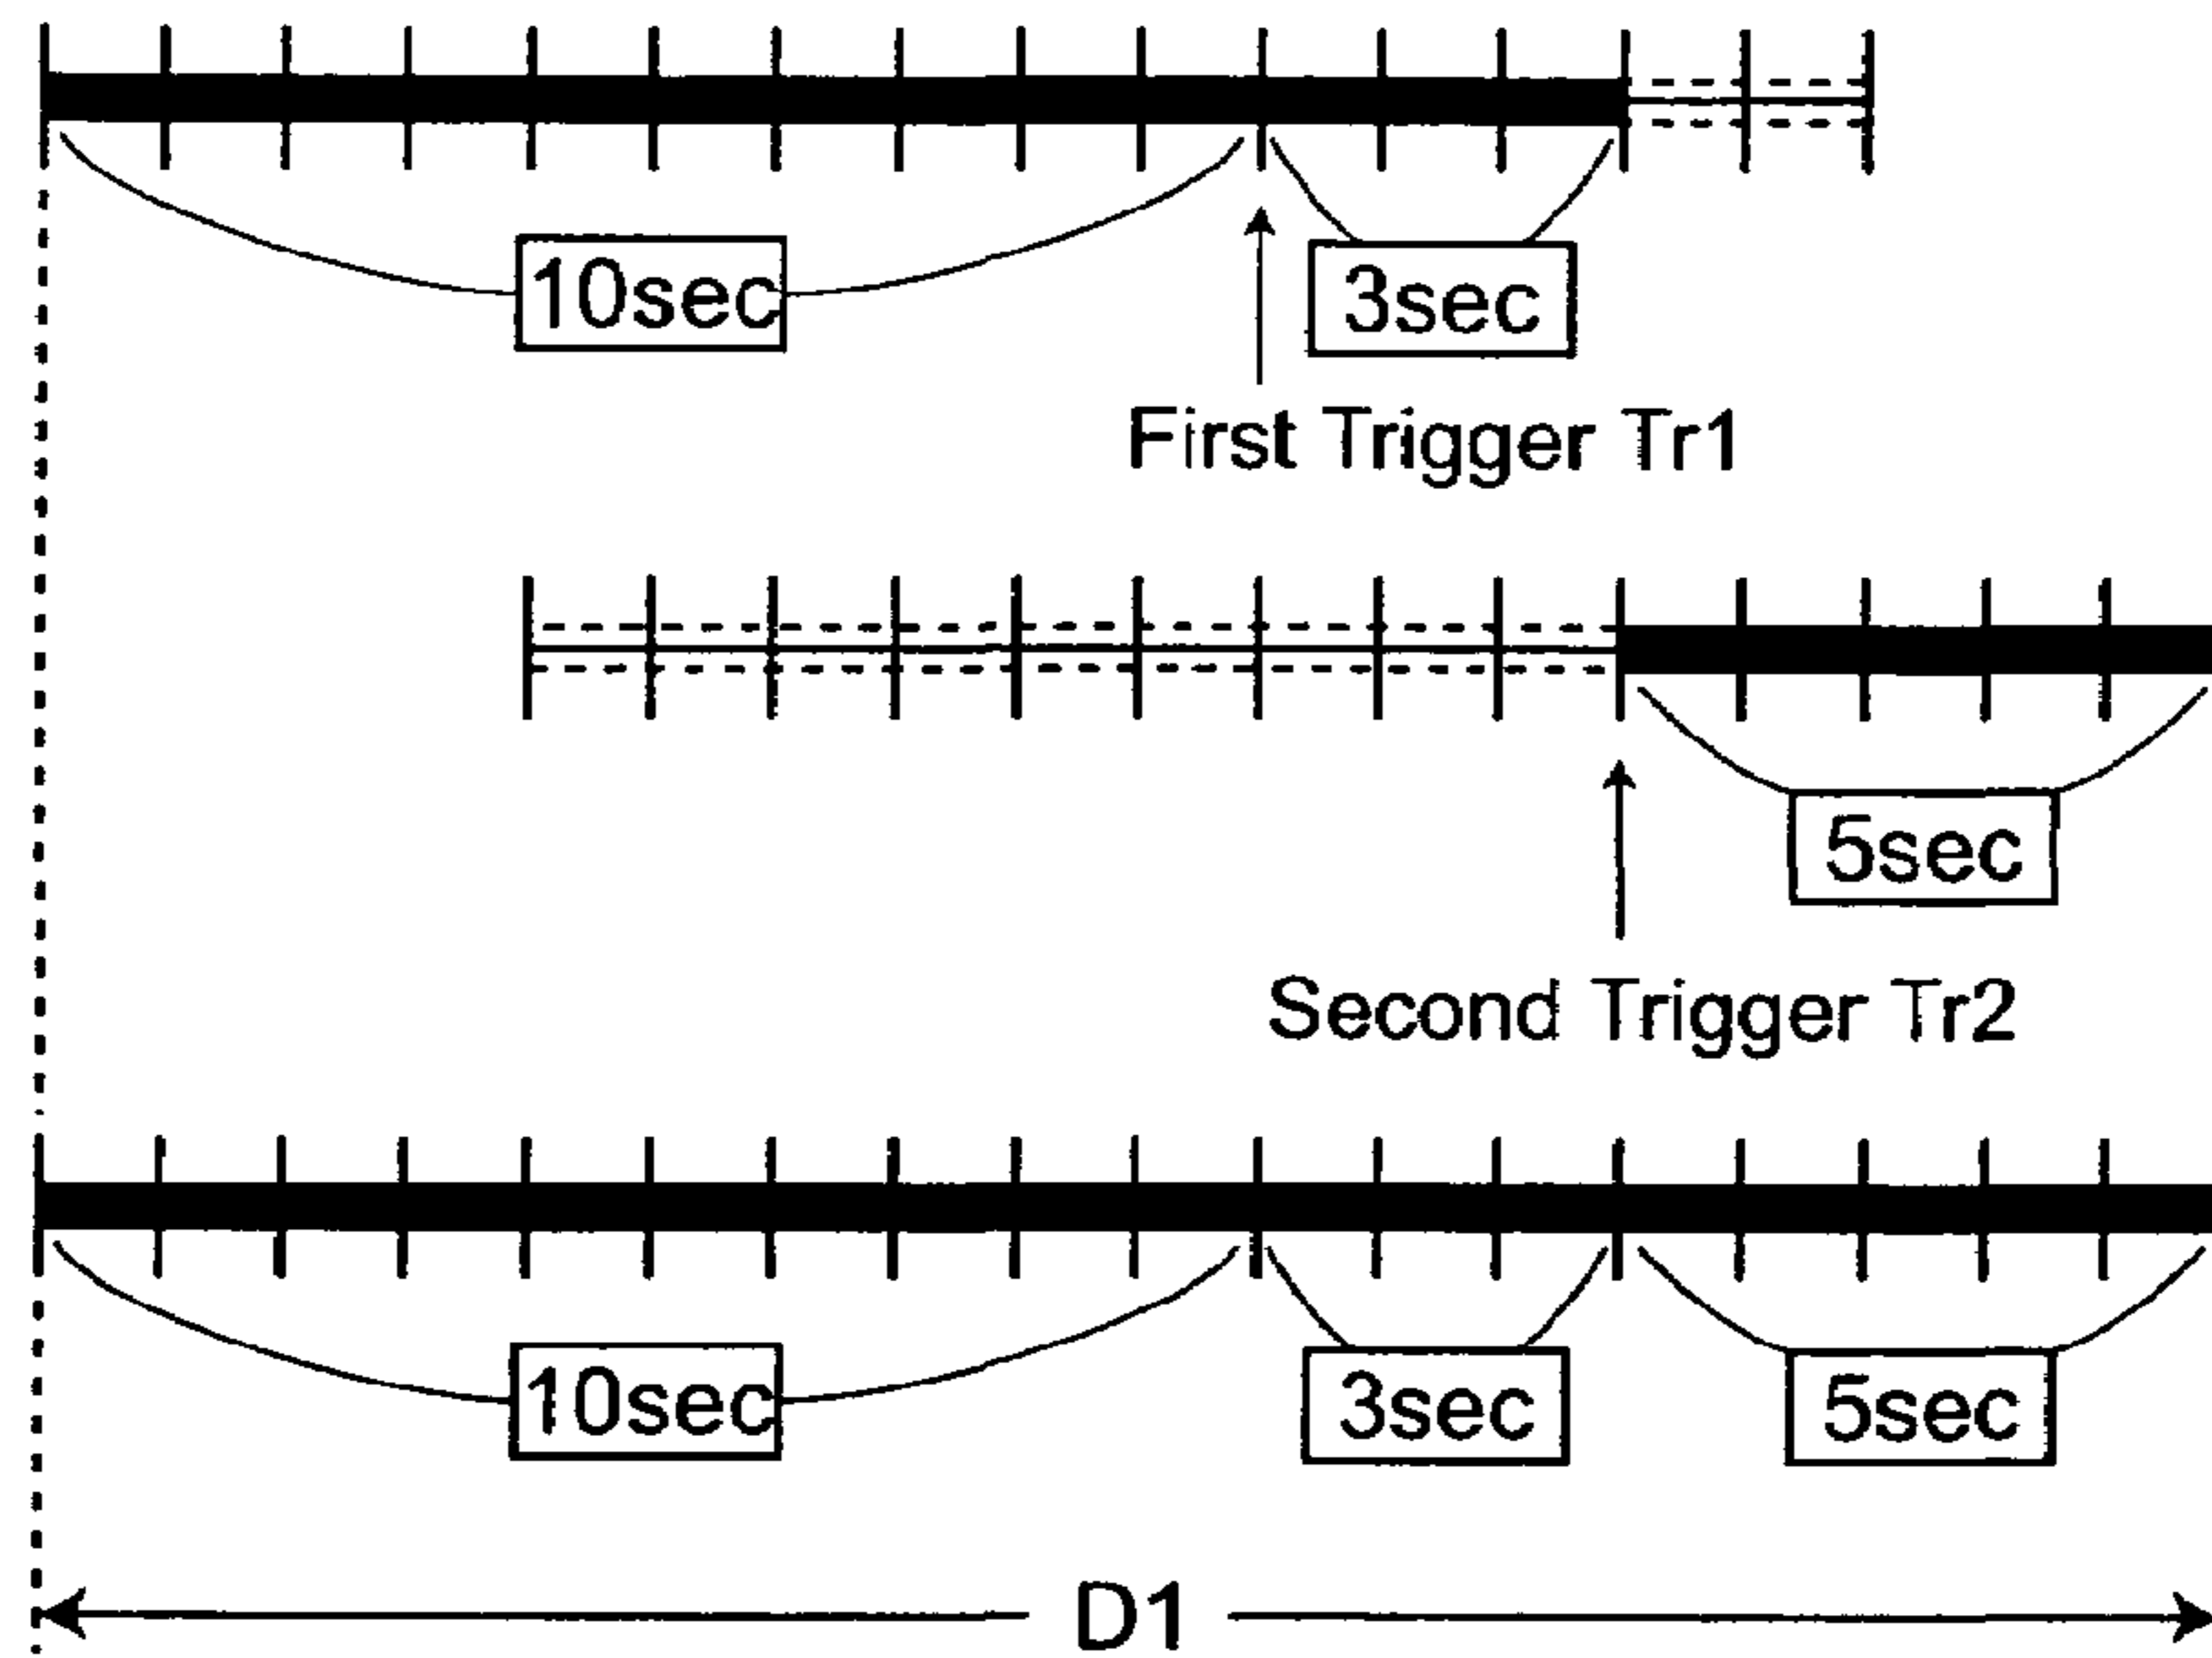 10sec
3sec
First Trigger Tr1
5sec
Second Trigger Tr2
10sec
3sec
5sec
D1